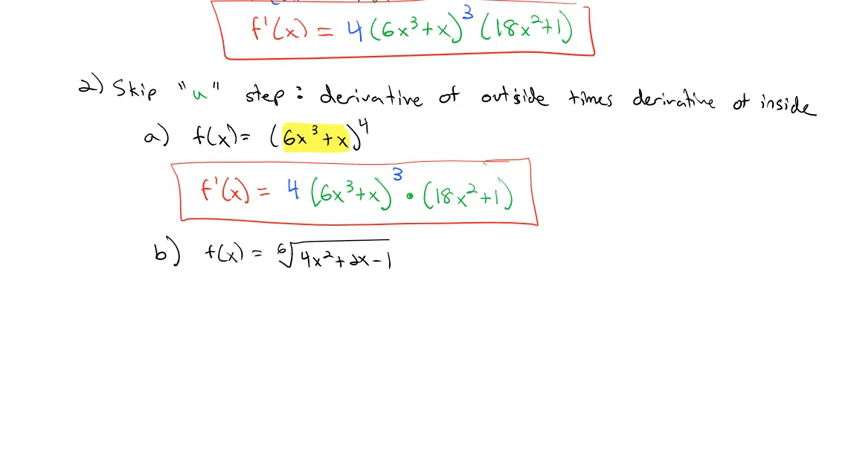 f'(x) = 4 (6x³+x)³ (18x²+1)
2) Skip "u" step: derivative of outside times derivative of inside
a) f(x) = (6x³+x)⁴
f'(x) = 4 (6x³+x)³ • (18x²+1)
b) f(x) = ⁶√(4x²+2x-1)